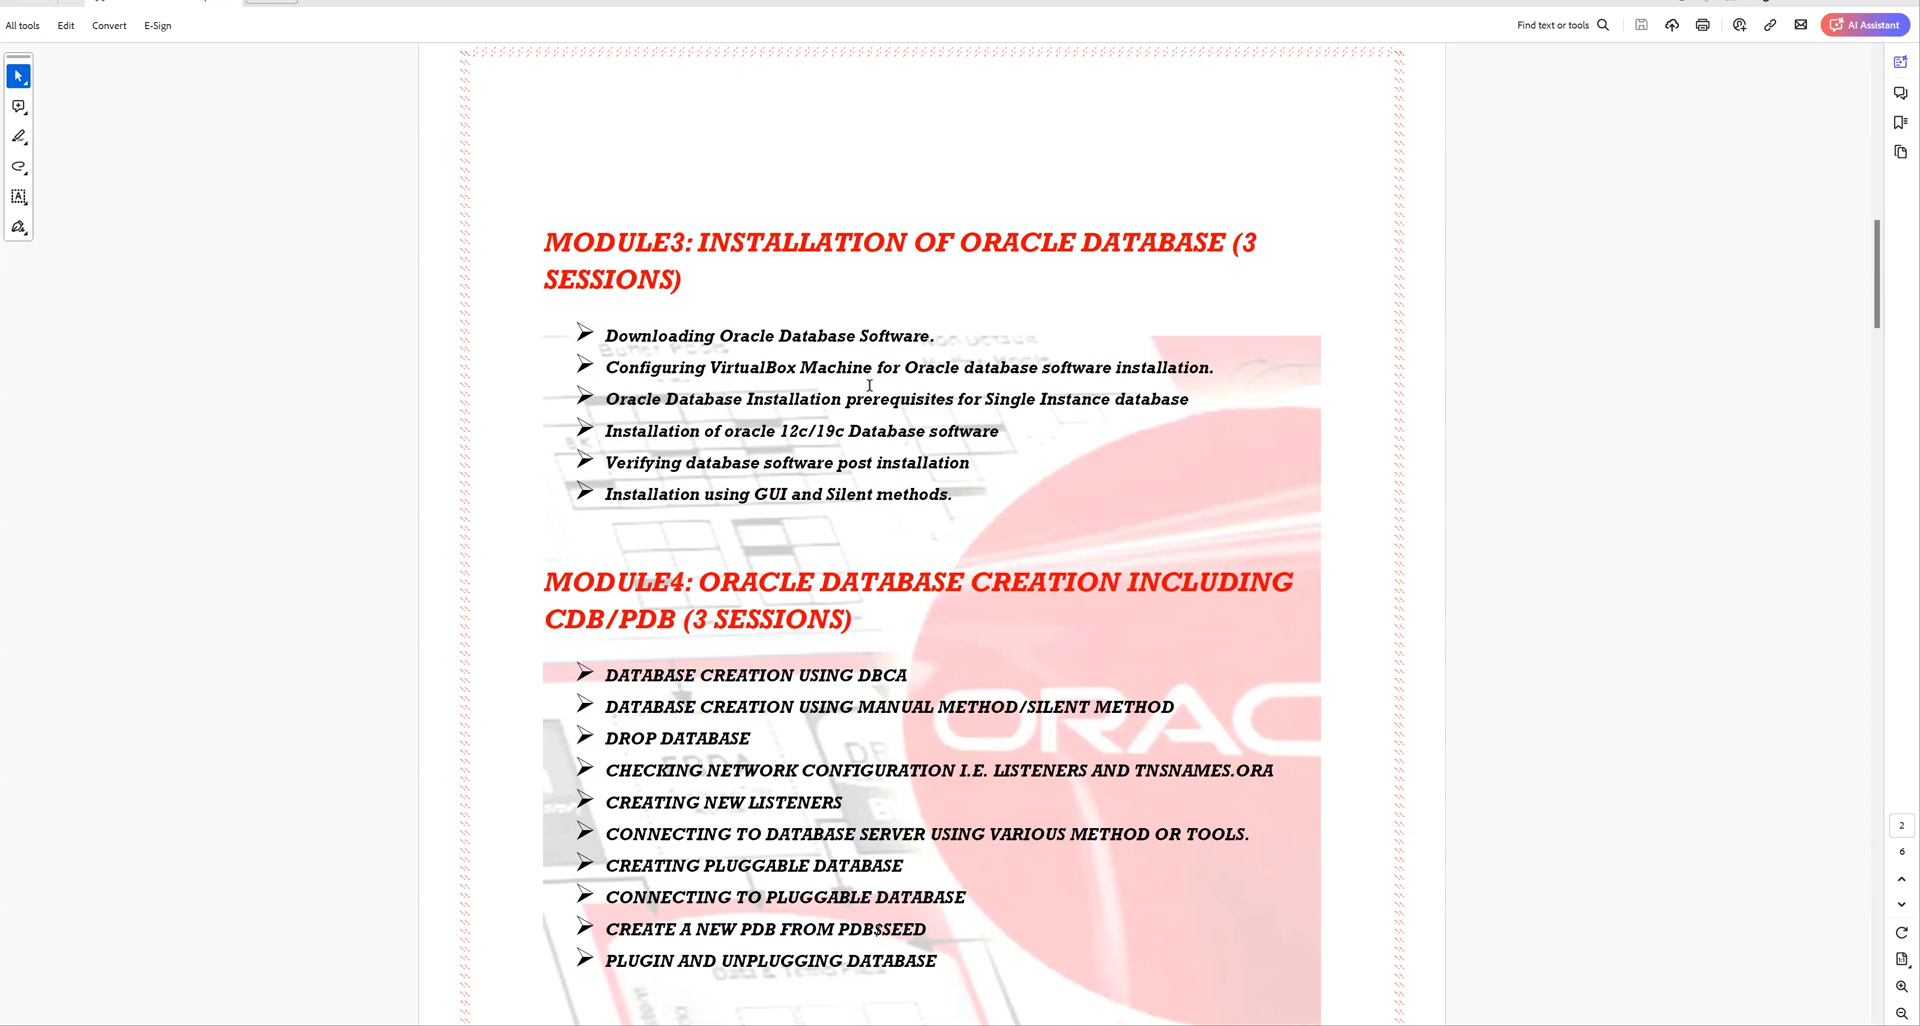 All tools Edit Convert E-Sign Find text or tools AI Assistant
MODULE3: INSTALLATION OF ORACLE DATABASE (3
SESSIONS)
Downloading Oracle Database Software.
Configuring VirtualBox Machine for Oracle database software installation.
Oracle Database Installation prerequisites for Single Instance database
Installation of oracle 12c/19c Database software
Verifying database software post installation
Installation using GUI and Silent methods.
MODULE4: ORACLE DATABASE CREATION INCLUDING
CDB/PDB (3 SESSIONS)
DATABASE CREATION USING DBCA
DATABASE CREATION USING MANUAL METHOD/SILENT METHOD
ORAC
DROP DATABASE
CHECKING NETWORK CONFIGURATION I.E. LISTENERS AND TNSNAMES.ORA
CREATING NEW LISTENERS
CONNECTING TO DATABASE SERVER USING VARIOUS METHOD OR TOOLS.
CREATING PLUGGABLE DATABASE
CONNECTING TO PLUGGABLE DATABASE
CREATE A NEW PDB FROM PDB$SEED
PLUGIN AND UNPLUGGING DATABASE
2
6